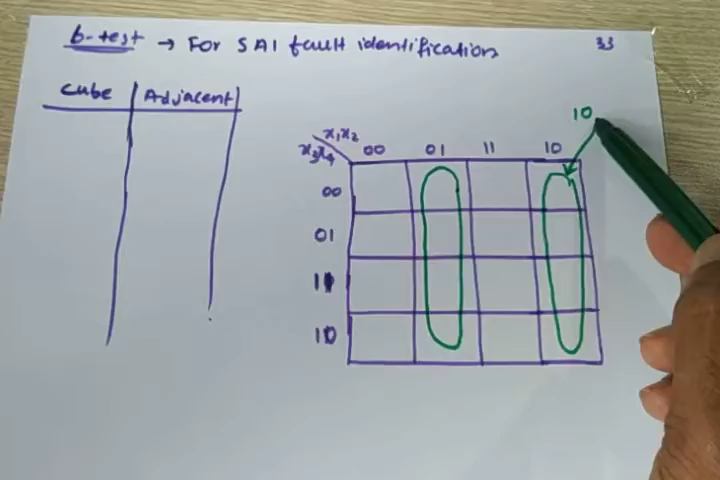 b-test → For SA1 fault identification
33
Cube Adjacent
10
x1x2
x3x4 00 01 11 10
00
01
11
10